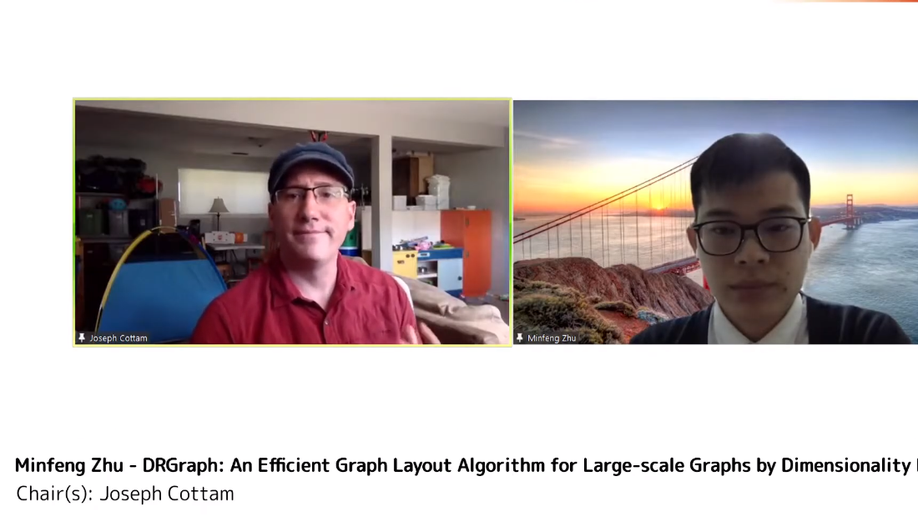 Joseph Cottam
Minfeng Zhu
Minfeng Zhu - DRGraph: An Efficient Graph Layout Algorithm for Large-scale Graphs by Dimensionality
Chair(s): Joseph Cottam